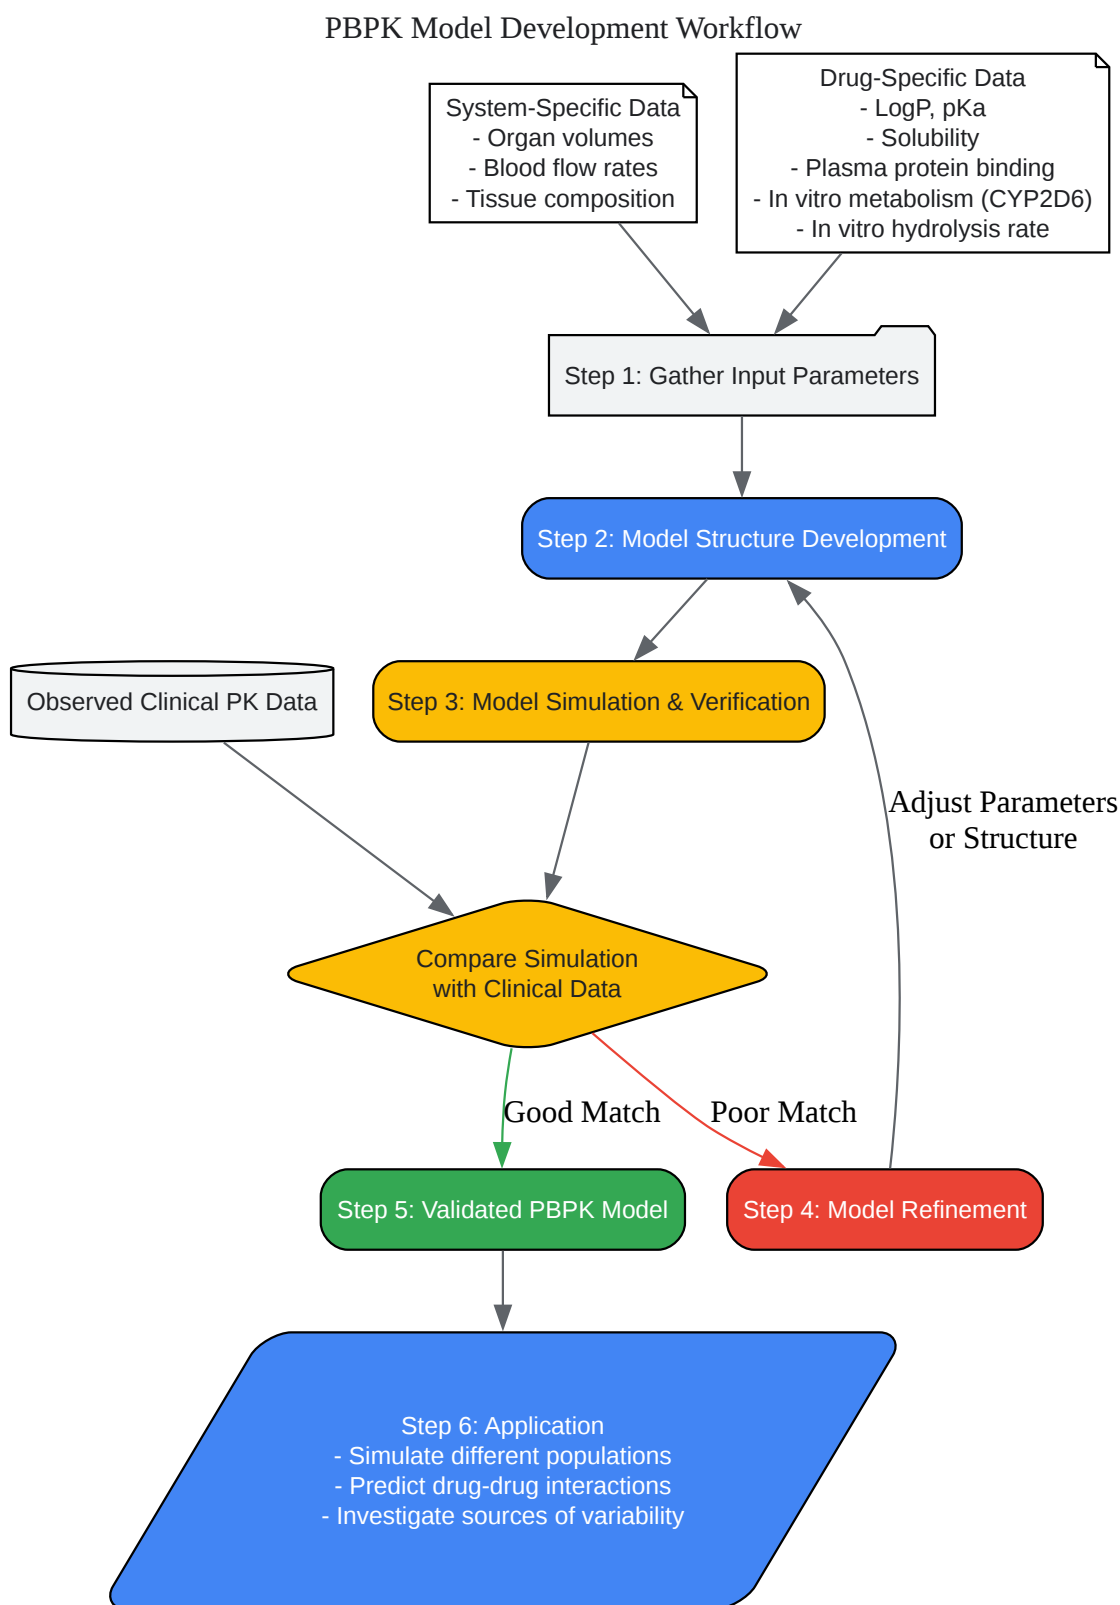 PBPK Model Development Workflow
System-Specific Data
- Organ volumes
- Blood flow rates
- Tissue composition
Drug-Specific Data
- LogP, pKa
- Solubility
- Plasma protein binding
- In vitro metabolism (CYP2D6)
- In vitro hydrolysis rate
Step 1: Gather Input Parameters
Step 2: Model Structure Development
Observed Clinical PK Data
Step 3: Model Simulation & Verification
Adjust Parameters
or Structure
Compare Simulation
with Clinical Data
Good Match
Poor Match
Step 5: Validated PBPK Model
Step 4: Model Refinement
Step 6: Application
- Simulate different populations
- Predict drug-drug interactions
- Investigate sources of variability